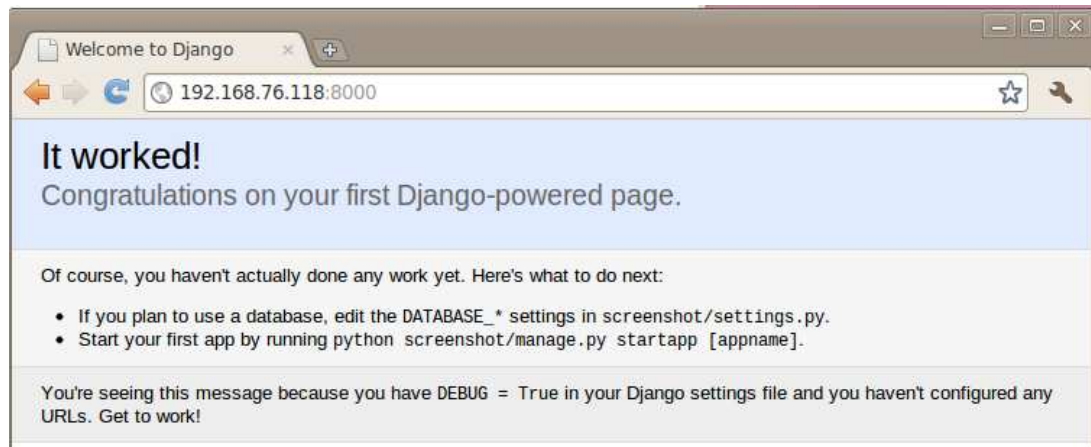 Welcome to Django
192.168.76.118:8000
It worked!
Congratulations on your first Django-powered page.
Of course, you haven't actually done any work yet. Here's what to do next:
• If you plan to use a database, edit the DATABASE_* settings in screenshot/settings.py.
• Start your first app by running python screenshot/manage.py startapp [appname].
You're seeing this message because you have DEBUG = True in your Django settings file and you haven't configured any
URLs. Get to work!